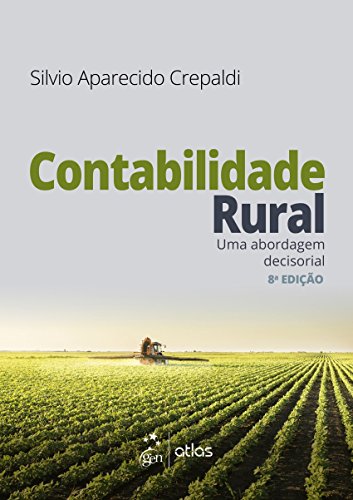 Silvio Aparecido Crepaldi
Contabilidade
Rural
Uma abordagem
decisorial
8ª EDIÇÃO
gen atlas